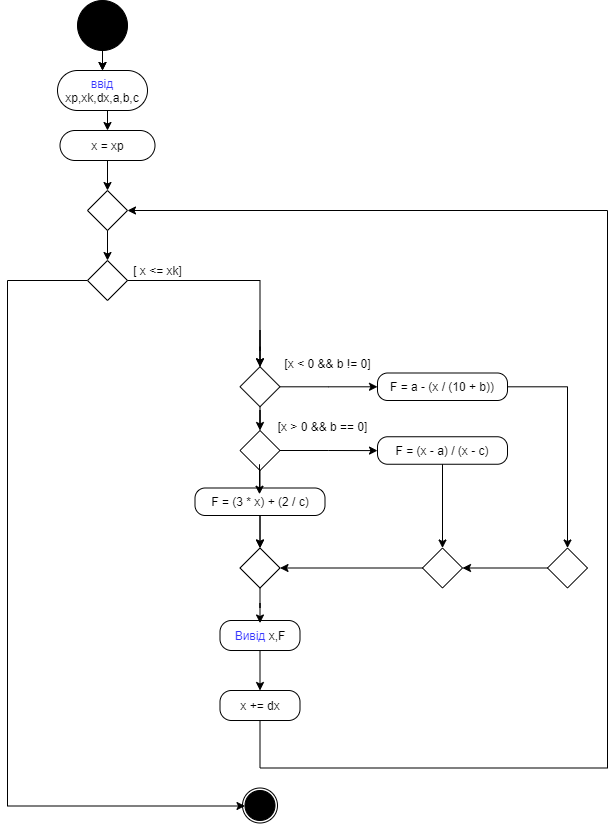 ввід
xp,xk,dx,a,b,c
x = xp
[ x <= xk]
[x < 0 && b != 0]
F = a - (x / (10 + b))
[x > 0 && b == 0]
F = (x - a) / (x - c)
F = (3 * x) + (2 / c)
Вивід x,F
x += dx